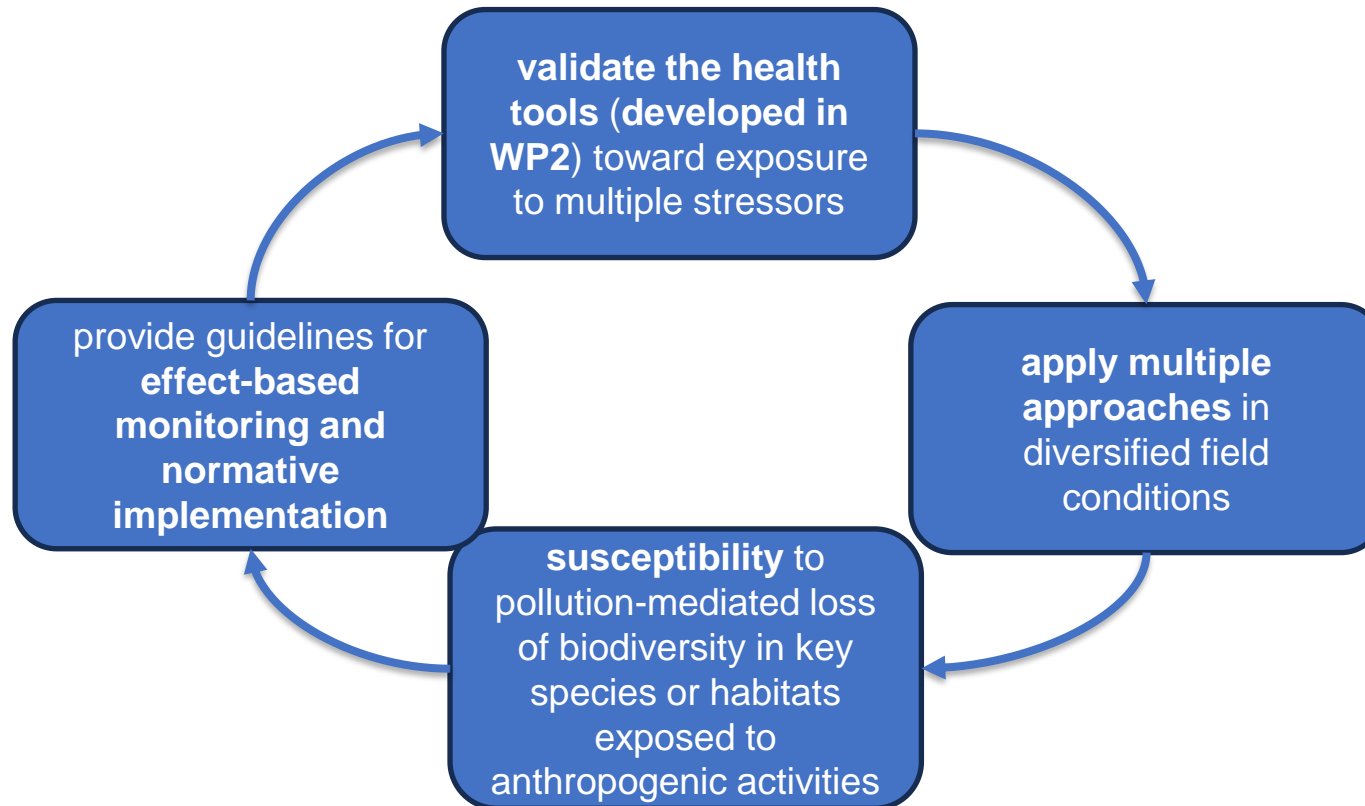 validate the health
tools (developed in
WP2) toward exposure
to multiple stressors
apply multiple
approaches in
diversified field
conditions
susceptibility to
pollution-mediated loss
of biodiversity in key
species or habitats
exposed to
anthropogenic activities
provide guidelines for
effect-based
monitoring and
normative
implementation